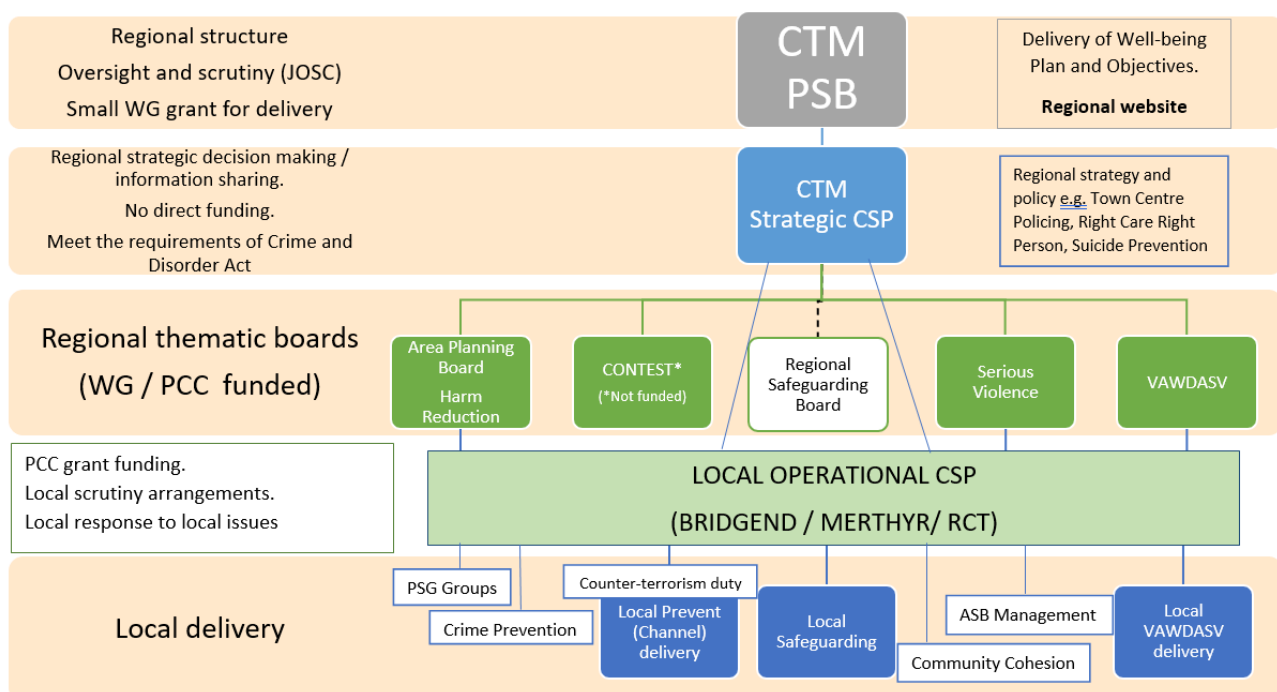 Regional structure
Oversight and scrutiny (JOSC)
Small WG grant for delivery
CTM
PSB
Delivery of Well-being
Plan and Objectives.
Regional website
Regional strategic decision making /
information sharing.
No direct funding.
Meet the requirements of Crime and
Disorder Act
CTM
Strategic CSP
Regional strategy and
policy e.g. Town Centre
Policing, Right Care Right
Person, Suicide Prevention
Regional thematic boards
(WG / PCC  funded)
Area Planning
Board
Harm
Reduction
CONTEST*
(*Not funded)
Regional
Safeguarding
Board
Serious
Violence
VAWDASV
PCC grant funding.
Local scrutiny arrangements.
Local response to local issues
LOCAL OPERATIONAL CSP
(BRIDGEND / MERTHYR/ RCT)
Local delivery
PSG Groups
Crime Prevention
Counter-terrorism duty
Local Prevent
(Channel)
delivery
Local
Safeguarding
Community Cohesion
ASB Management
Local
VAWDASV
delivery